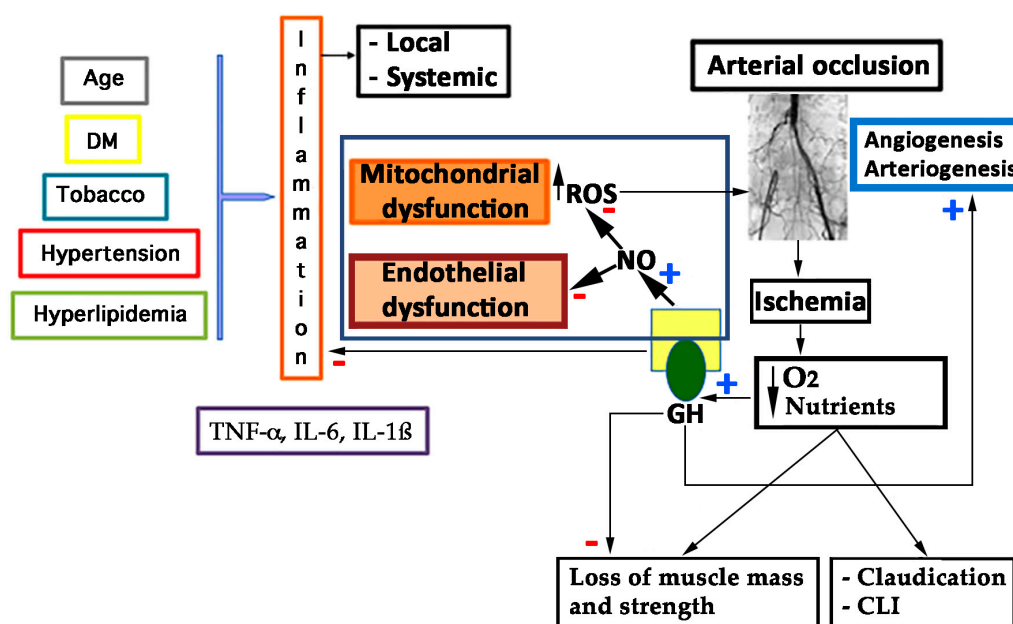 Age
DM
Tobacco
Hypertension
Hyperlipidemia
Inflammation
- Local
- Systemic
TNF-α, IL-6, IL-1ß
Mitochondrial
dysfunction
ROS
-
NO
+
Endothelial
dysfunction
-
-
GH
+
Arterial occlusion
Angiogenesis
Arteriogenesis
+
Ischemia
O2
Nutrients
-
Loss of muscle mass
and strength
- Claudication
- CLI